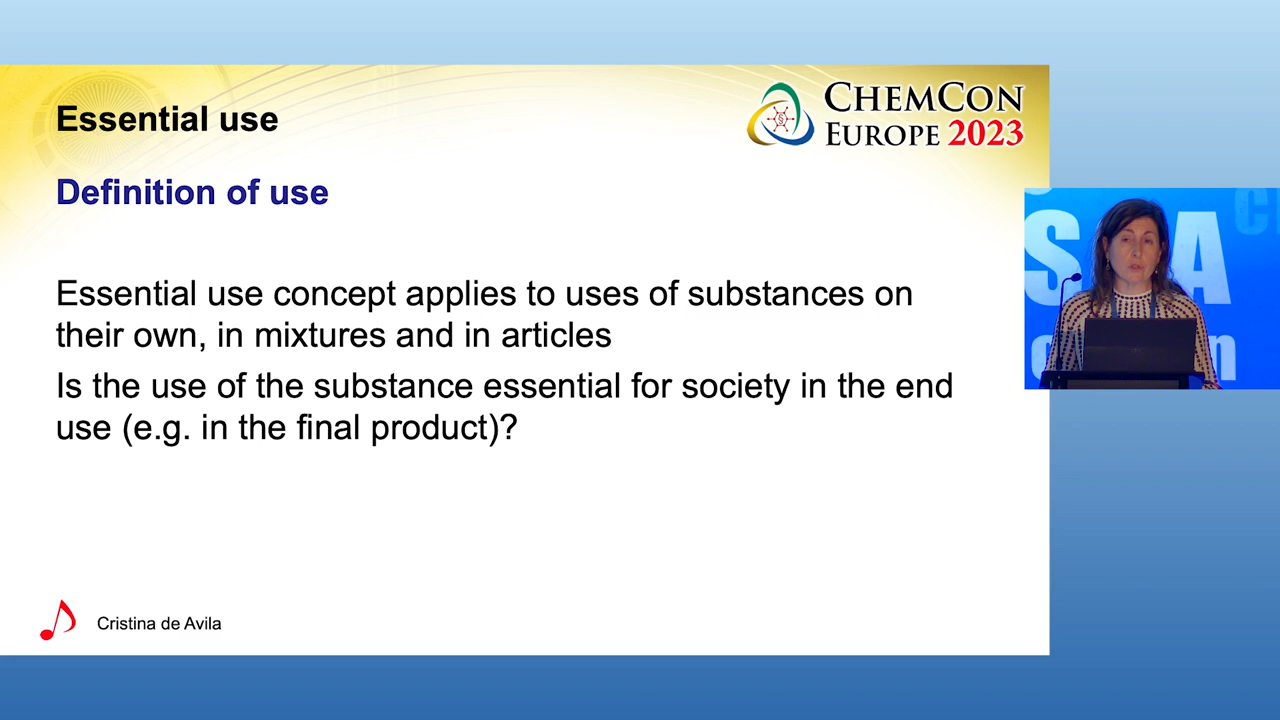 Essential use
CHEMCON
EUROPE 2023
Definition of use
Essential use concept applies to uses of substances on
their own, in mixtures and in articles
Is the use of the substance essential for society in the end
use (e.g. in the final product)?
Cristina de Avila